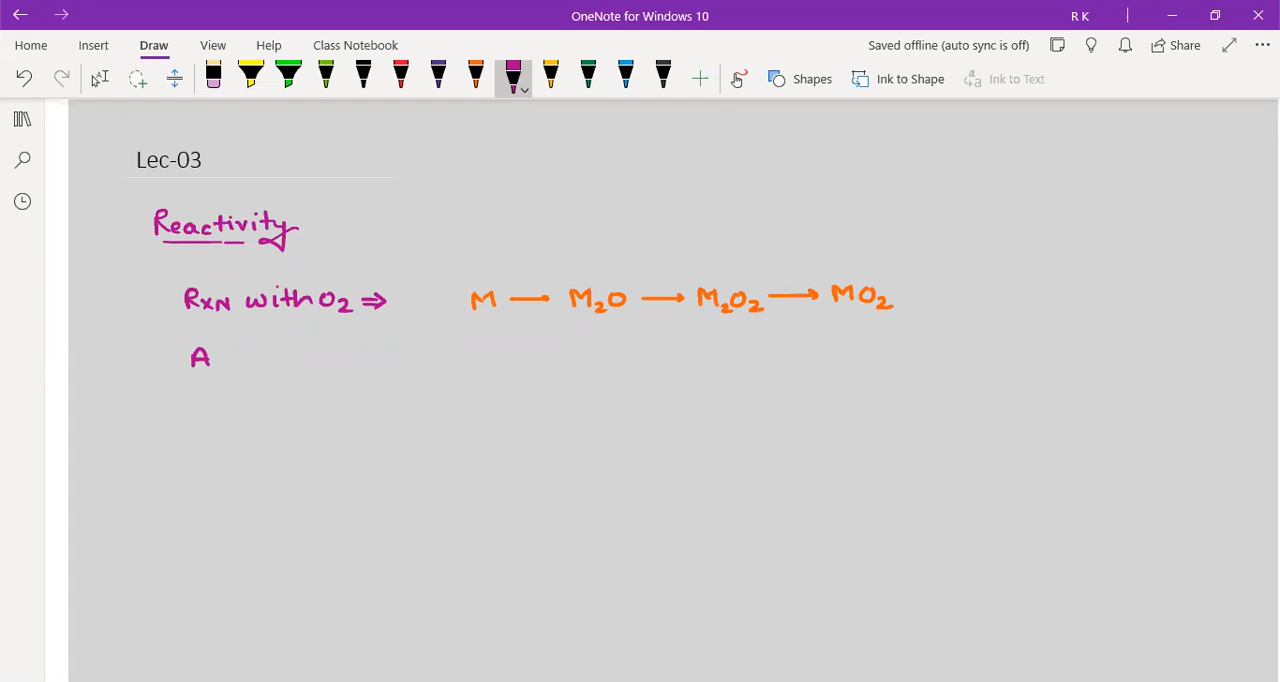 OneNote for Windows 10
R K
Home Insert Draw View Help Class Notebook
Saved offline (auto sync is off)
Share
Shapes
Ink to Shape
Ink to Text
Lec-03
Reactivity
RXN with O₂ ⇒ M → M₂O → M₂O₂ → MO₂
A